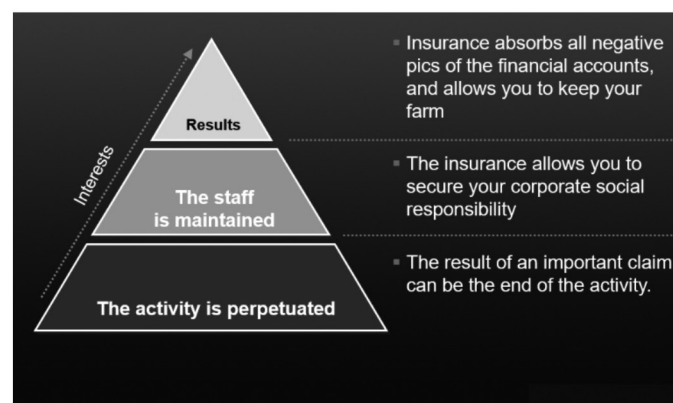 Insurance absorbs all negative
pics of the financial accounts,
and allows you to keep your
farm
Results
Interests
The insurance allows you to
secure your corporate social
responsibility
The staff
is maintained
The result of an important claim
can be the end of the activity.
The activity is perpetuated